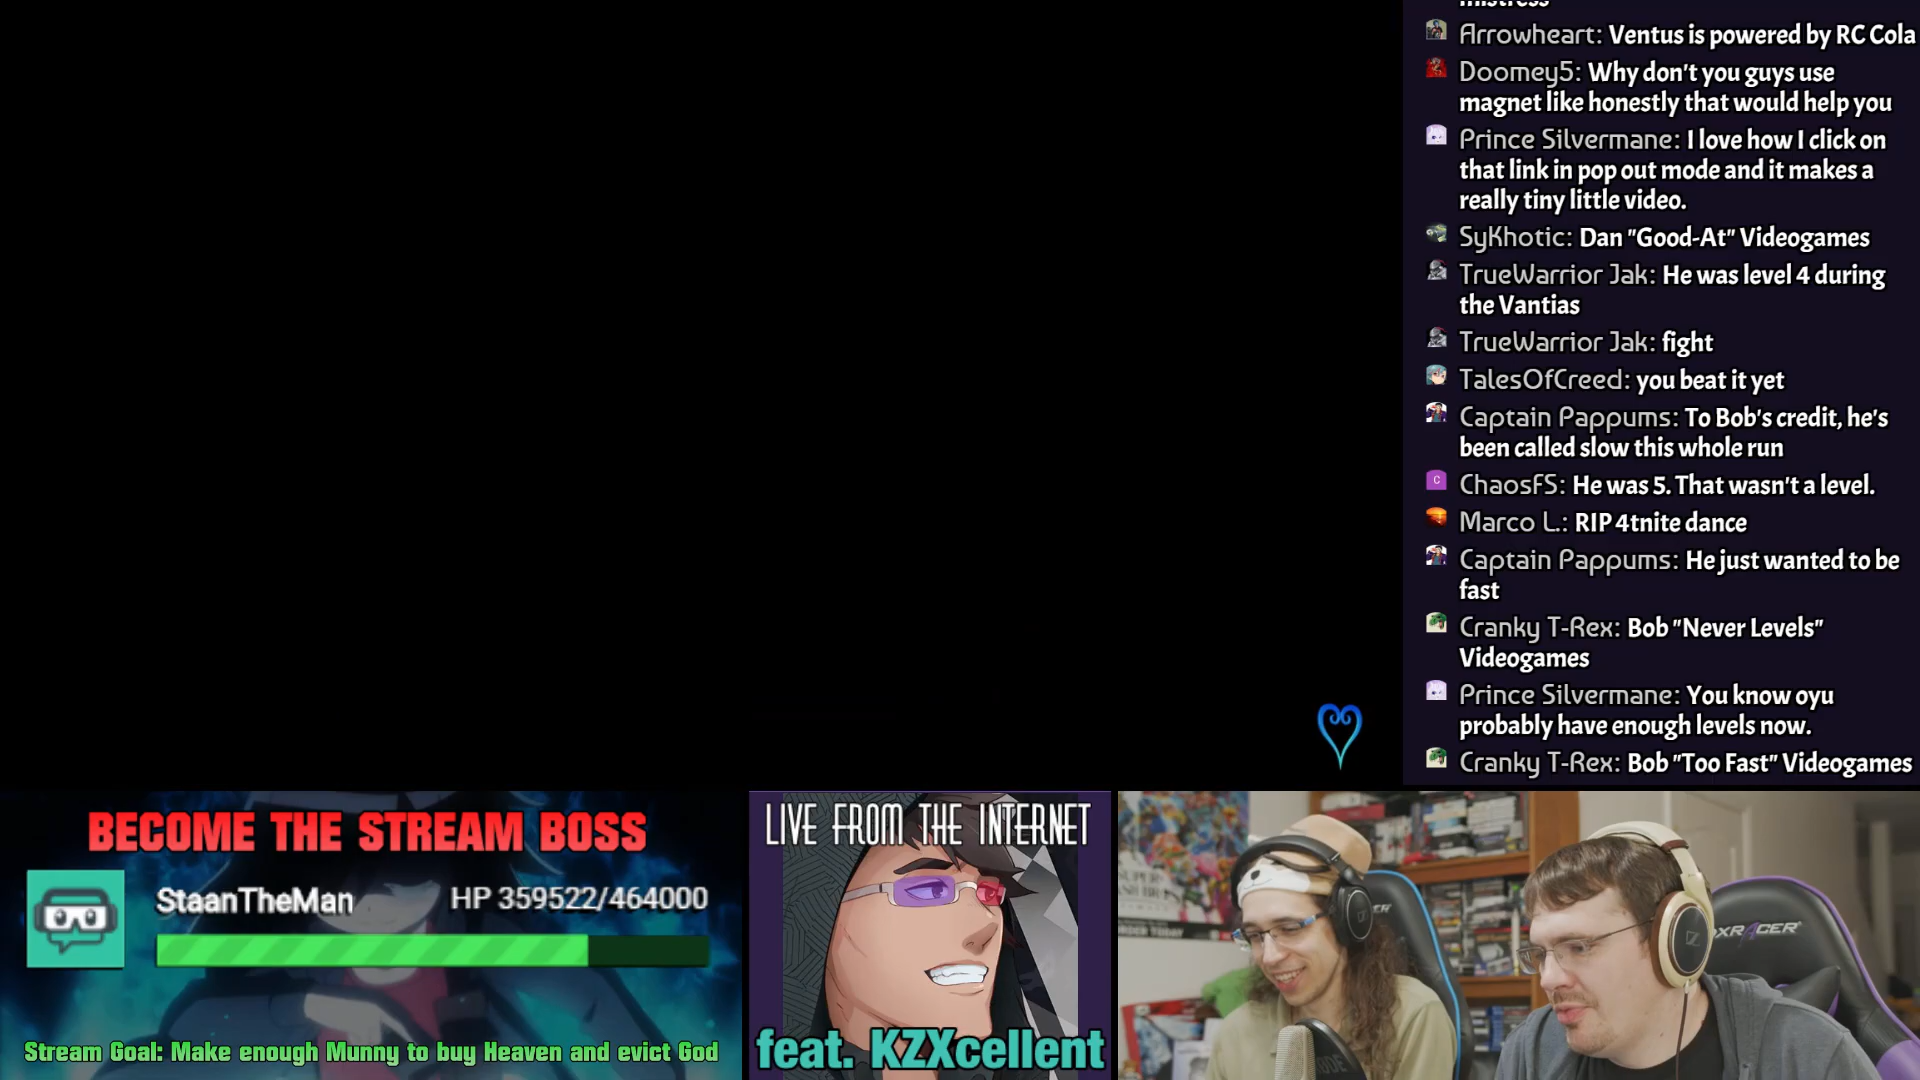 mistress
Arrowheart: Ventus is powered by RC Cola
Doomey5: Why don't you guys use
magnet like honestly that would help you
Prince Silvermane: I love how I click on
that link in pop out mode and it makes a
really tiny little video.
SyKhotic: Dan "Good-At" Videogames
TrueWarrior Jak: He was level 4 during
the Vantias
TrueWarrior Jak: fight
TalesOfCreed: you beat it yet
Captain Pappums: To Bob's credit, he's
been called slow this whole run
C
ChaosFS: He was 5. That wasn't a level.
Marco L.: RIP 4tnite dance
Captain Pappums: He just wanted to be
fast
Cranky T-Rex: Bob "Never Levels"
Videogames
Prince Silvermane: You know oyu
probably have enough levels now.
Cranky T-Rex: Bob "Too Fast" Videogames
BECOME THE STREAM BOSS
StaanTheMan HP 359522/464000
Stream Goal: Make enough Munny to buy Heaven and evict God
LIVE FROM THE INTERNET
feat. KZXcellent
DXRACER